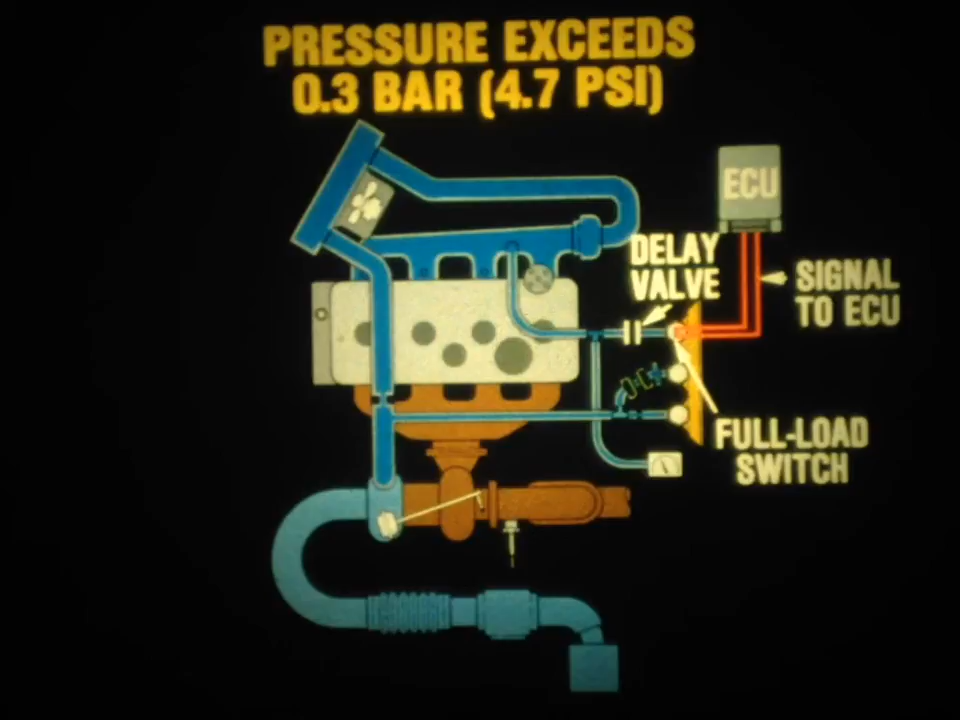 PRESSURE EXCEEDS
0.3 BAR (4.7 PSI)
ECU
DELAY
VALVE
SIGNAL
TO ECU
FULL-LOAD
SWITCH